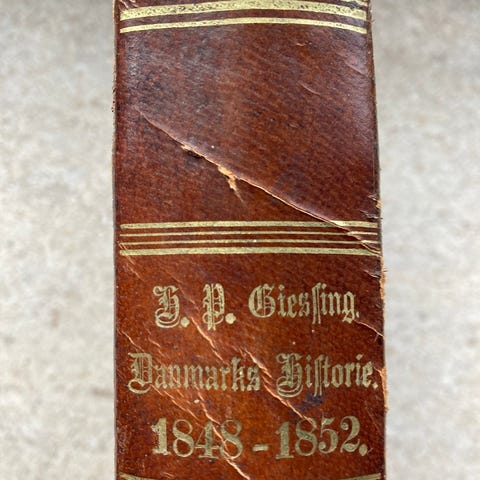 H. P. Giesſing.
Danmarks Hiſtorie.
1848-1852.